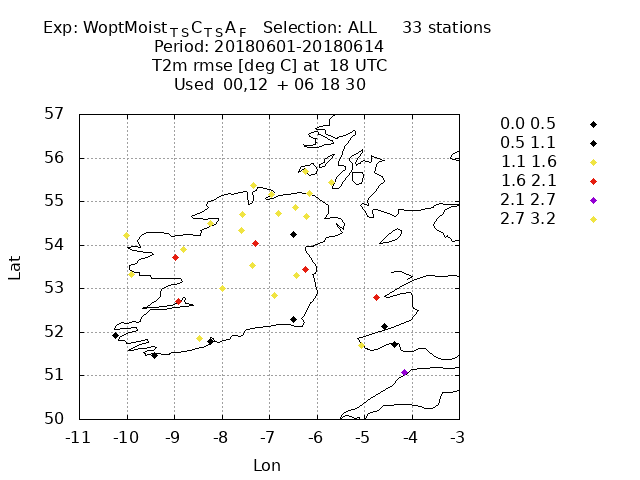 Exp: WoptMoist_TS C_TS A_F   Selection: ALL     33 stations
Period: 20180601-20180614
T2m rmse [deg C] at  18 UTC
Used  00,12  + 06 18 30
57
56
55
54
53
52
51
50
-11 -10 -9 -8 -7 -6 -5 -4 -3
Lat
Lon
0.0 0.5
0.5 1.1
1.1 1.6
1.6 2.1
2.1 2.7
2.7 3.2